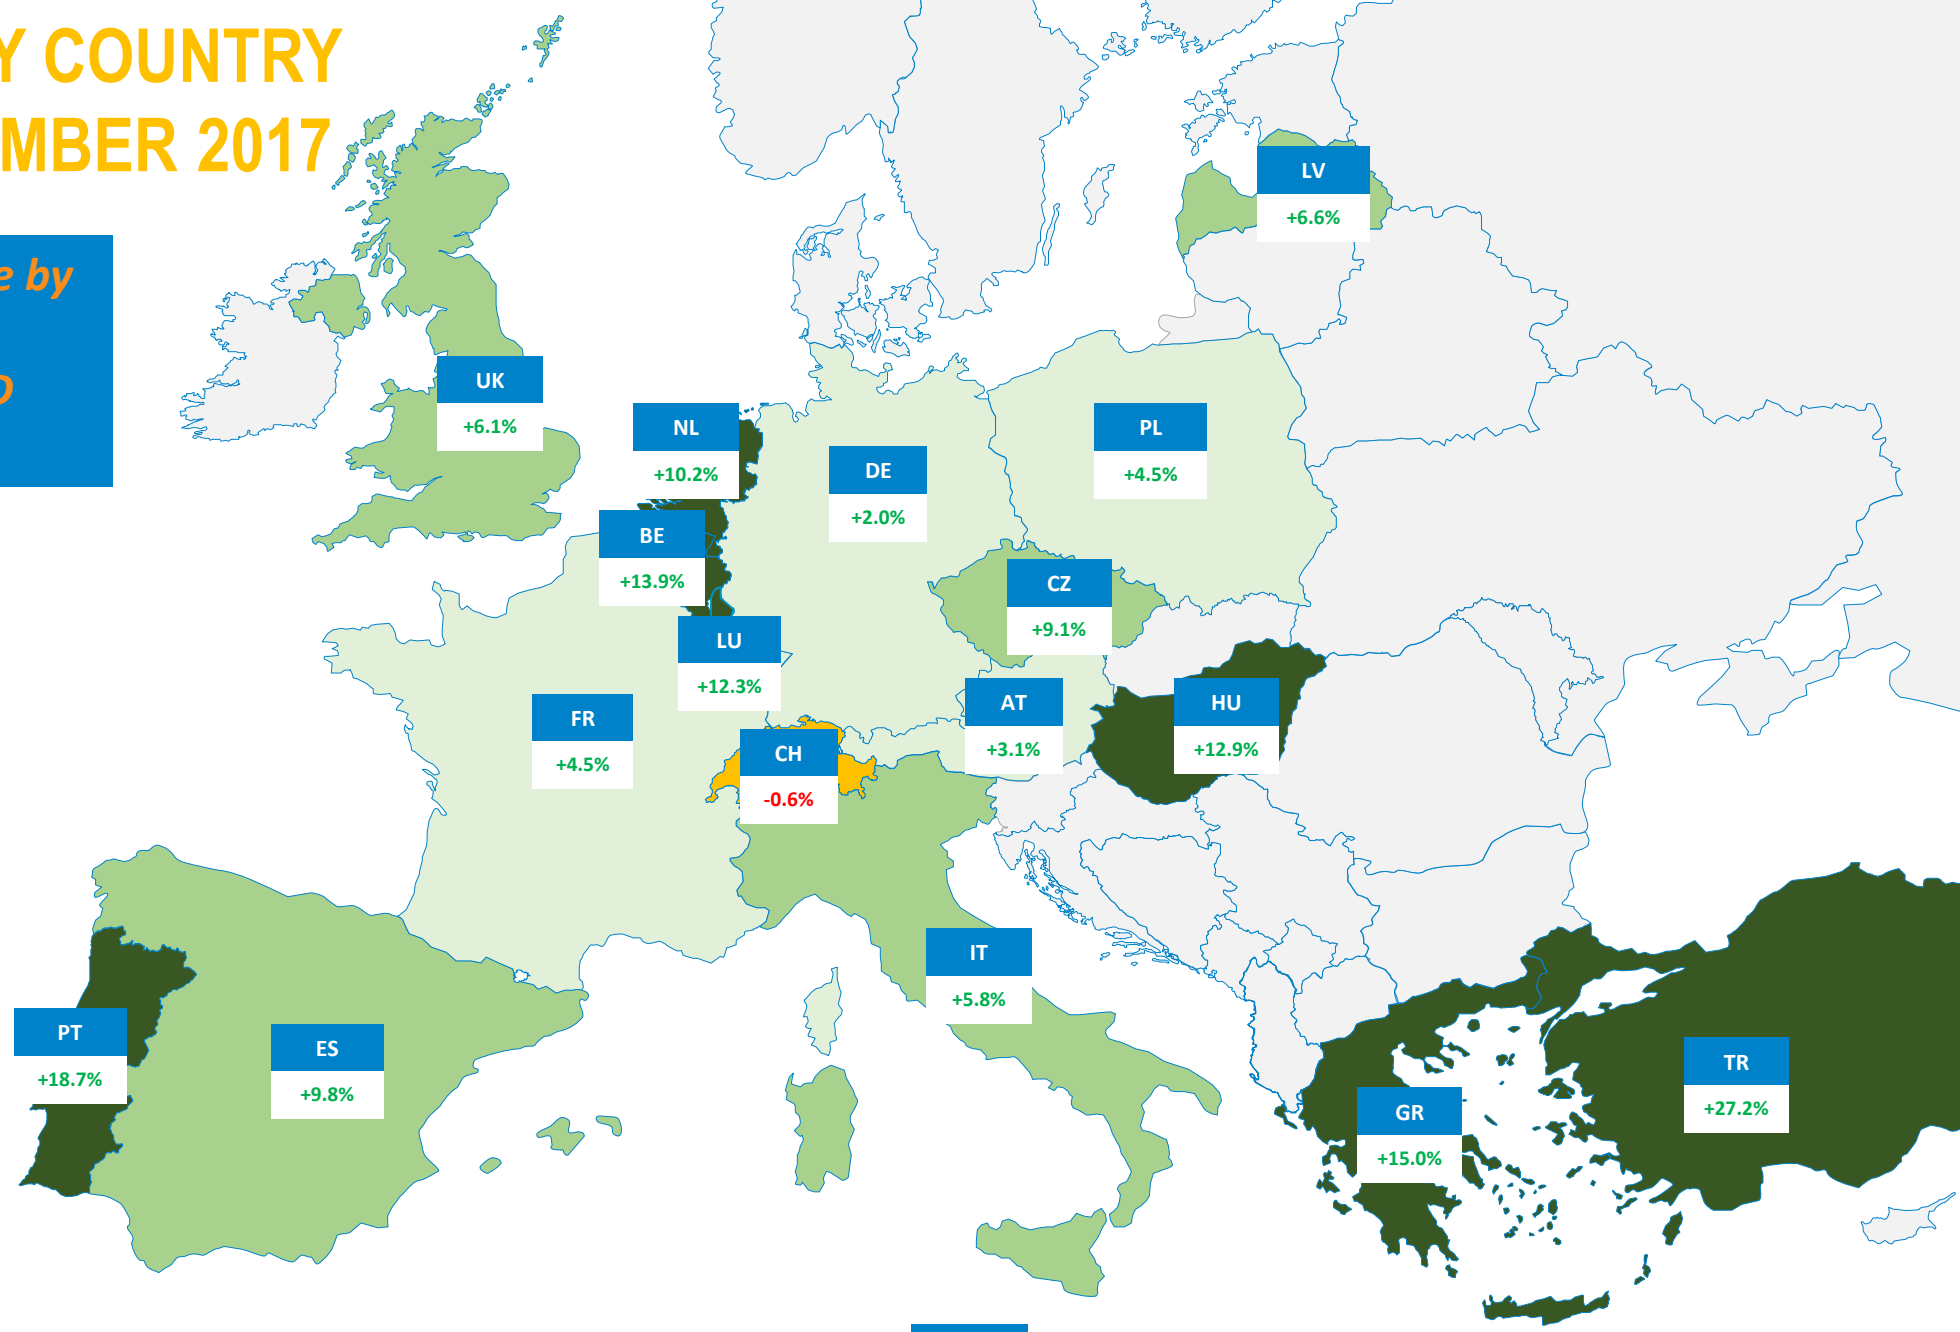 Y COUNTRY
MBER 2017
e by
LV
+6.6%
UK
+6.1%
NL
+10.2%
PL
+4.5%
DE
+2.0%
BE
+13.9%
CZ
+9.1%
LU
+12.3%
FR
+4.5%
AT
+3.1%
HU
+12.9%
CH
-0.6%
IT
+5.8%
PT
+18.7%
ES
+9.8%
GR
+15.0%
TR
+27.2%